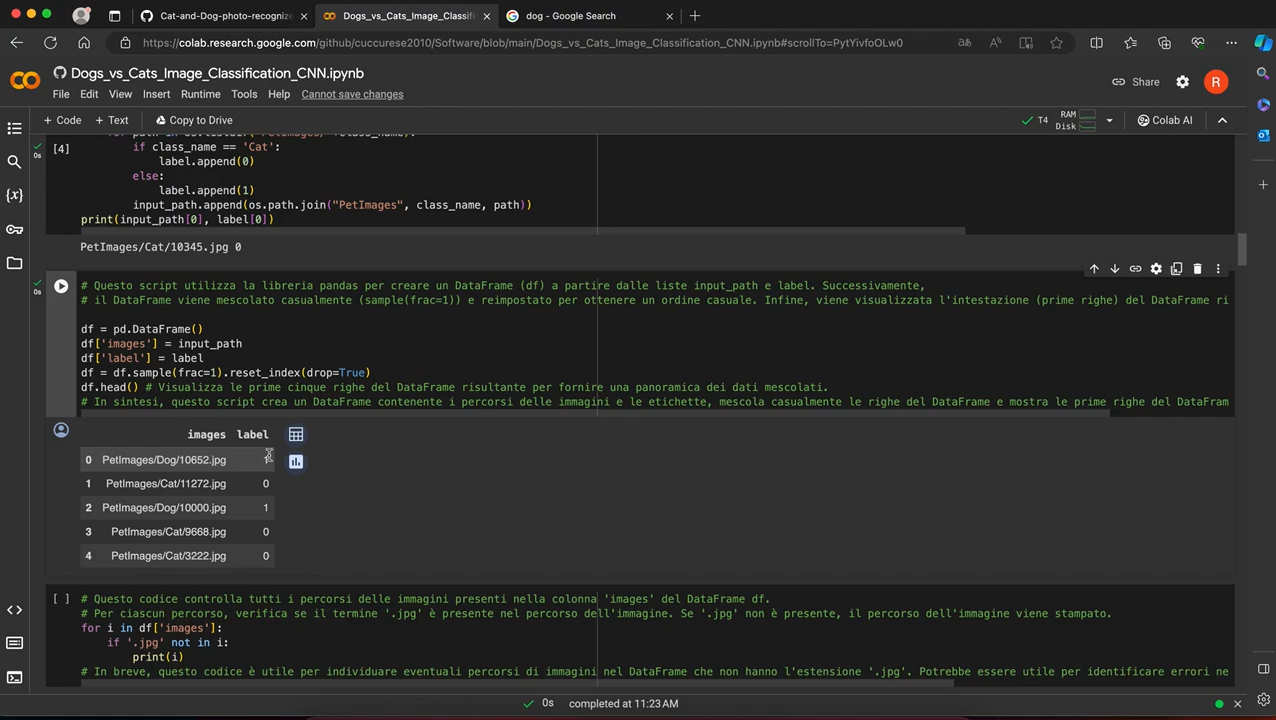 Cat-and-Dog-photo-recognize
Dogs_vs_Cats_Image_Classifi
dog - Google Search
https://colab.research.google.com/github/cuccurese2010/Software/blob/main/Dogs_vs_Cats_Image_Classification_CNN.ipynb#scrollTo=PytYivfoOLw0
Dogs_vs_Cats_Image_Classification_CNN.ipynb
Share
R
File Edit View Insert Runtime Tools Help Cannot save changes
+ Code + Text Copy to Drive
T4 RAM Disk
Colab AI
0s
[4]
if class_name == 'Cat':
label.append(0)
else:
label.append(1)
input_path.append(os.path.join("PetImages", class_name, path))
print(input_path[0], label[0])
PetImages/Cat/10345.jpg 0
0s
# Questo script utilizza la libreria pandas per creare un DataFrame (df) a partire dalle liste input_path e label. Successivamente,
# il DataFrame viene mescolato casualmente (sample(frac=1)) e reimpostato per ottenere un ordine casuale. Infine, viene visualizzata l'intestazione (prime righe) del DataFrame ri
df = pd.DataFrame()
df['images'] = input_path
df['label'] = label
df = df.sample(frac=1).reset_index(drop=True)
df.head() # Visualizza le prime cinque righe del DataFrame risultante per fornire una panoramica dei dati mescolati.
# In sintesi, questo script crea un DataFrame contenente i percorsi delle immagini e le etichette, mescola casualmente le righe del DataFrame e mostra le prime righe del DataFram
images label
0 PetImages/Dog/10652.jpg 1
1 PetImages/Cat/11272.jpg 0
2 PetImages/Dog/10000.jpg 1
3 PetImages/Cat/9668.jpg 0
4 PetImages/Cat/3222.jpg 0
[ ]
# Questo codice controlla tutti i percorsi delle immagini presenti nella colonna 'images' del DataFrame df.
# Per ciascun percorso, verifica se il termine '.jpg' è presente nel percorso dell'immagine. Se '.jpg' non è presente, il percorso dell'immagine viene stampato.
for i in df['images']:
if '.jpg' not in i:
print(i)
# In breve, questo codice è utile per individuare eventuali percorsi di immagini nel DataFrame che non hanno l'estensione '.jpg'. Potrebbe essere utile per identificare errori ne
0s completed at 11:23 AM